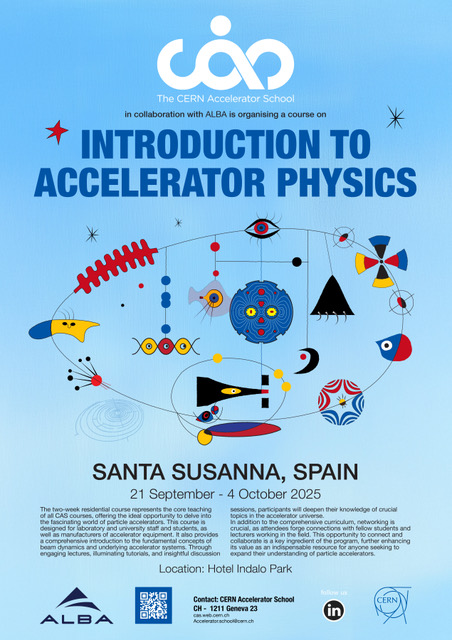 cas
The CERN Accelerator School
in collaboration with ALBA is organising a course on
INTRODUCTION TO
ACCELERATOR PHYSICS
SANTA SUSANNA, SPAIN
21 September - 4 October 2025
The two-week residential course represents the core teaching
of all CAS courses, offering the ideal opportunity to delve into
the fascinating world of particle accelerators. This course is
designed for laboratory and university staff and students, as
well as manufacturers of accelerator equipment. It also provides
a comprehensive introduction to the fundamental concepts of
beam dynamics and underlying accelerator systems. Through
engaging lectures, illuminating tutorials, and insightful discussion
sessions, participants will deepen their knowledge of crucial
topics in the accelerator universe.
In addition to the comprehensive curriculum, networking is
crucial, as attendees forge connections with fellow students and
lecturers working in the field. This opportunity to connect and
collaborate is a key ingredient of the program, further enhancing
its value as an indispensable resource for anyone seeking to
expand their understanding of particle accelerators.
Location: Hotel Indalo Park
ALBA
Contact: CERN Accelerator School
CH - 1211 Geneva 23
cas.web.cern.ch
Accelerator.school@cern.ch
follow us
in
CERN